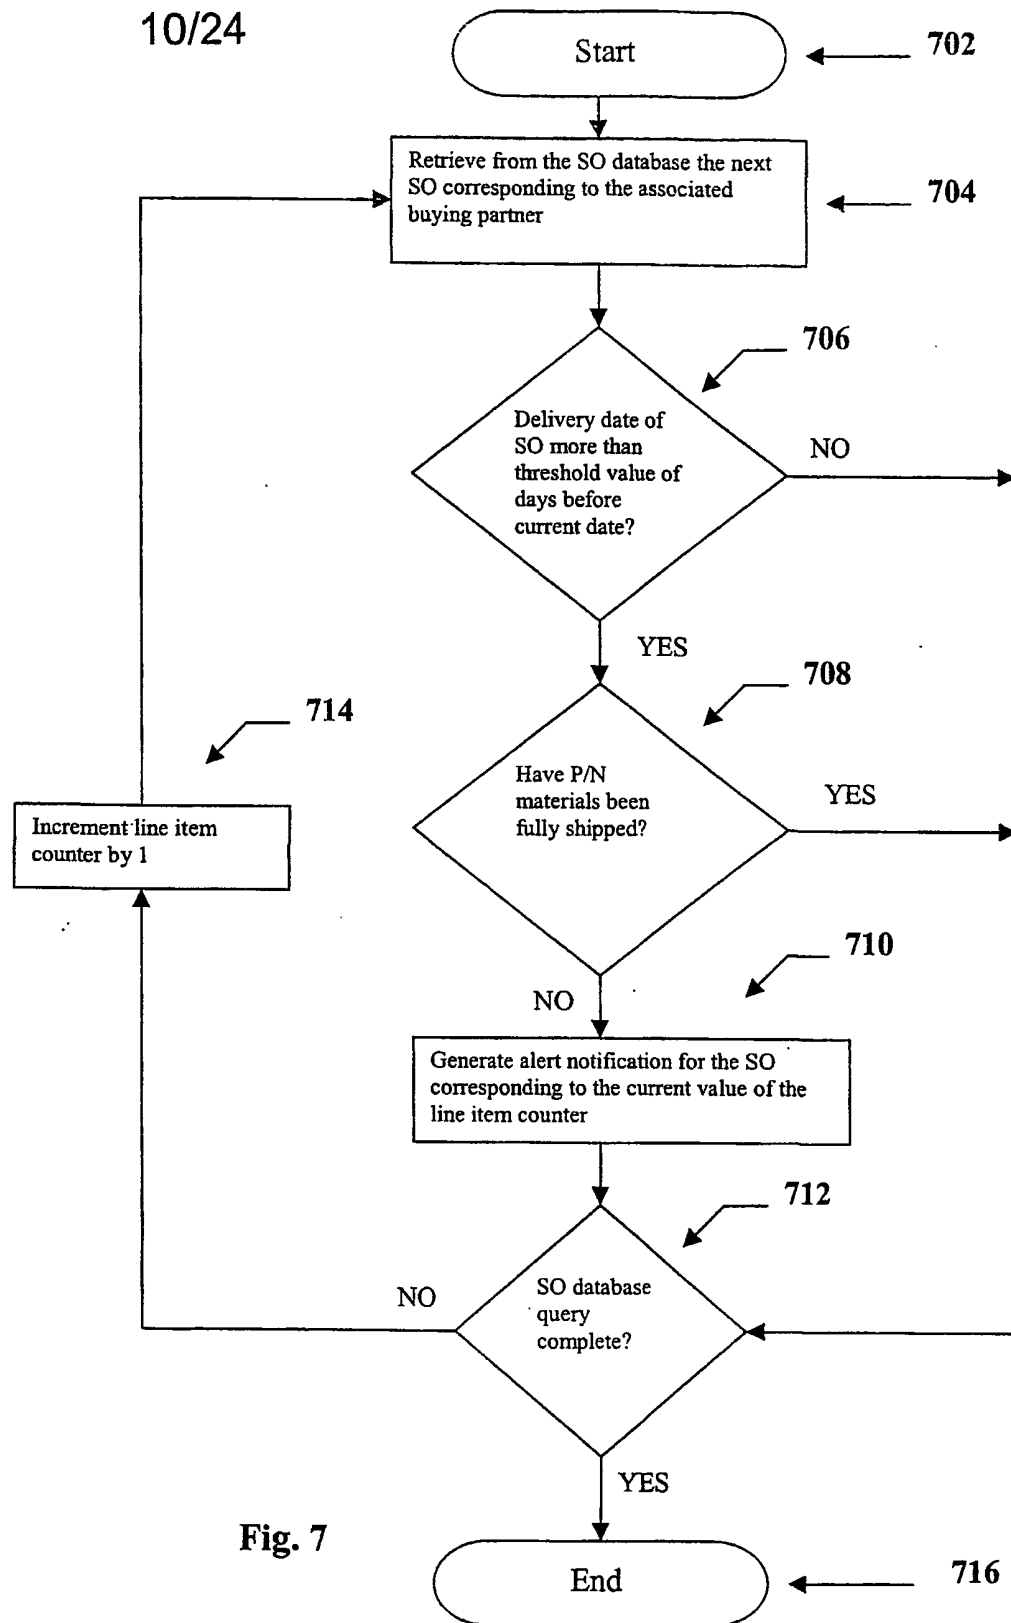 10/24
Start
702
Retrieve from the SO database the next
SO corresponding to the associated
buying partner
704
706
Delivery date of
SO more than
threshold value of
days before
current date?
NO
YES
708
714
Have P/N
materials been
fully shipped?
YES
Increment line item
counter by 1
710
NO
Generate alert notification for the SO
corresponding to the current value of the
line item counter
712
SO database
query
complete?
NO
YES
Fig. 7
End
716